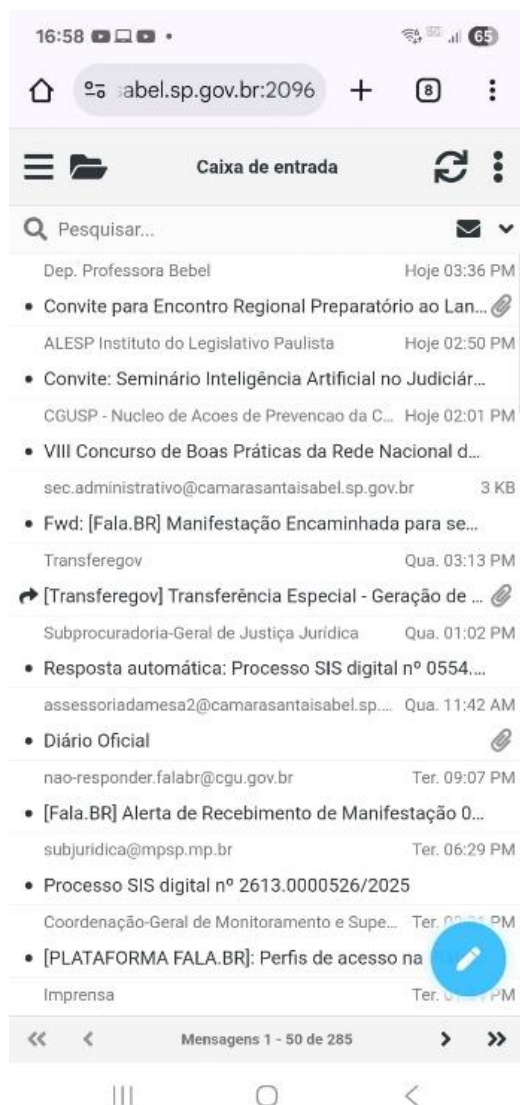 16:58
65
sabel.sp.gov.br:2096
8
Caixa de entrada
Pesquisar...
Dep. Professora Bebel Hoje 03:36 PM
• Convite para Encontro Regional Preparatório ao Lan...
ALESP Instituto do Legislativo Paulista Hoje 02:50 PM
• Convite: Seminário Inteligência Artificial no Judiciár...
CGUSP - Nucleo de Acoes de Prevencao da C... Hoje 02:01 PM
• VIII Concurso de Boas Práticas da Rede Nacional d...
sec.administrativo@camarasantaisabel.sp.gov.br 3 KB
• Fwd: [Fala.BR] Manifestação Encaminhada para se...
Transferegov Qua. 03:13 PM
[Transferegov] Transferência Especial - Geração de ...
Subprocuradoria-Geral de Justiça Jurídica Qua. 01:02 PM
• Resposta automática: Processo SIS digital nº 0554....
assessoriadamesa2@camarasantaisabel.sp.... Qua. 11:42 AM
• Diário Oficial
nao-responder.falabr@cgu.gov.br Ter. 09:07 PM
• [Fala.BR] Alerta de Recebimento de Manifestação 0...
subjuridica@mpsp.mp.br Ter. 06:29 PM
• Processo SIS digital nº 2613.0000526/2025
Coordenação-Geral de Monitoramento e Supe... Ter. PM
• [PLATAFORMA FALA.BR]: Perfis de acesso na
Imprensa Ter. PM
Mensagens 1 - 50 de 285